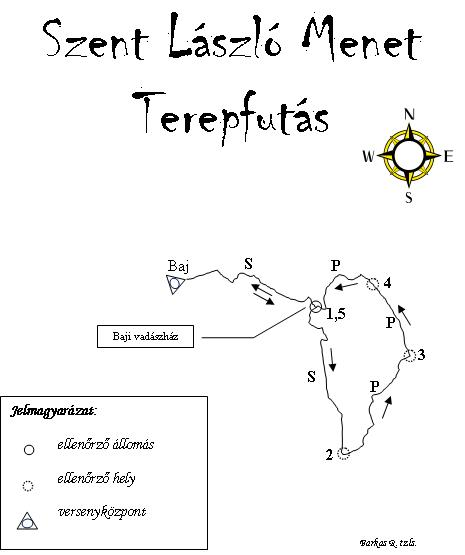 Szent László Menet
Terepfutás
N
W E
S
Baj
S
P
4
1,5
P
Baji vadászház
3
S
P
2
Jelmagyarázat:
ellenőrző állomás
ellenőrző hely
versenyközpont
Barkas R. tzls.